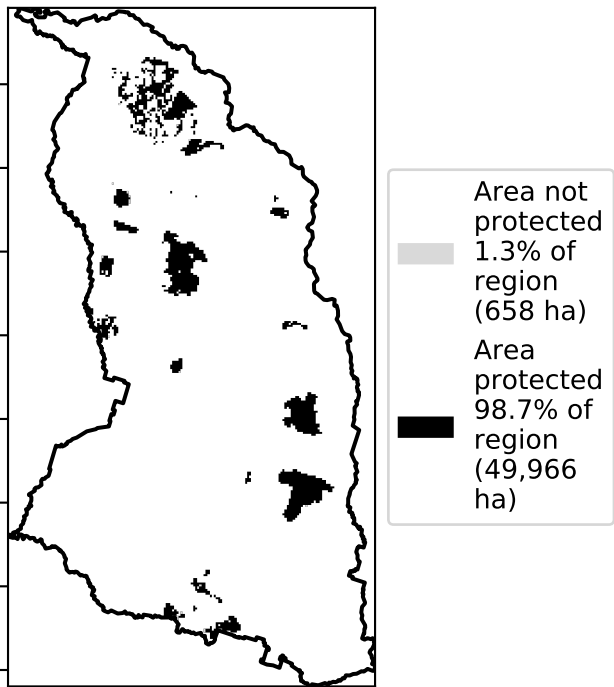 Area not
protected
1.3% of
region
(658 ha)
Area
protected
98.7% of
region
(49,966
ha)